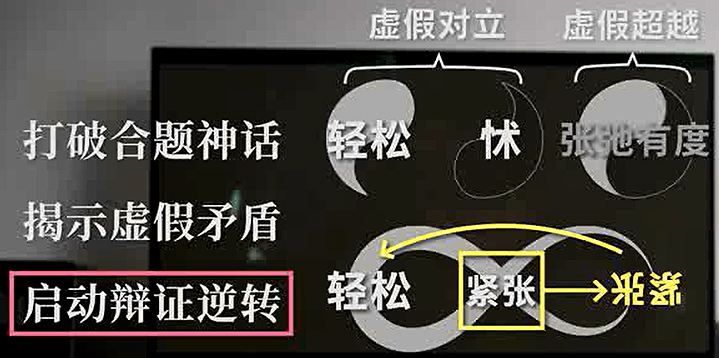 虚假对立 虚假超越
打破合题神话 轻松 怵 张弛有度
揭示虚假矛盾
启动辩证逆转 轻松 紧张 紧张